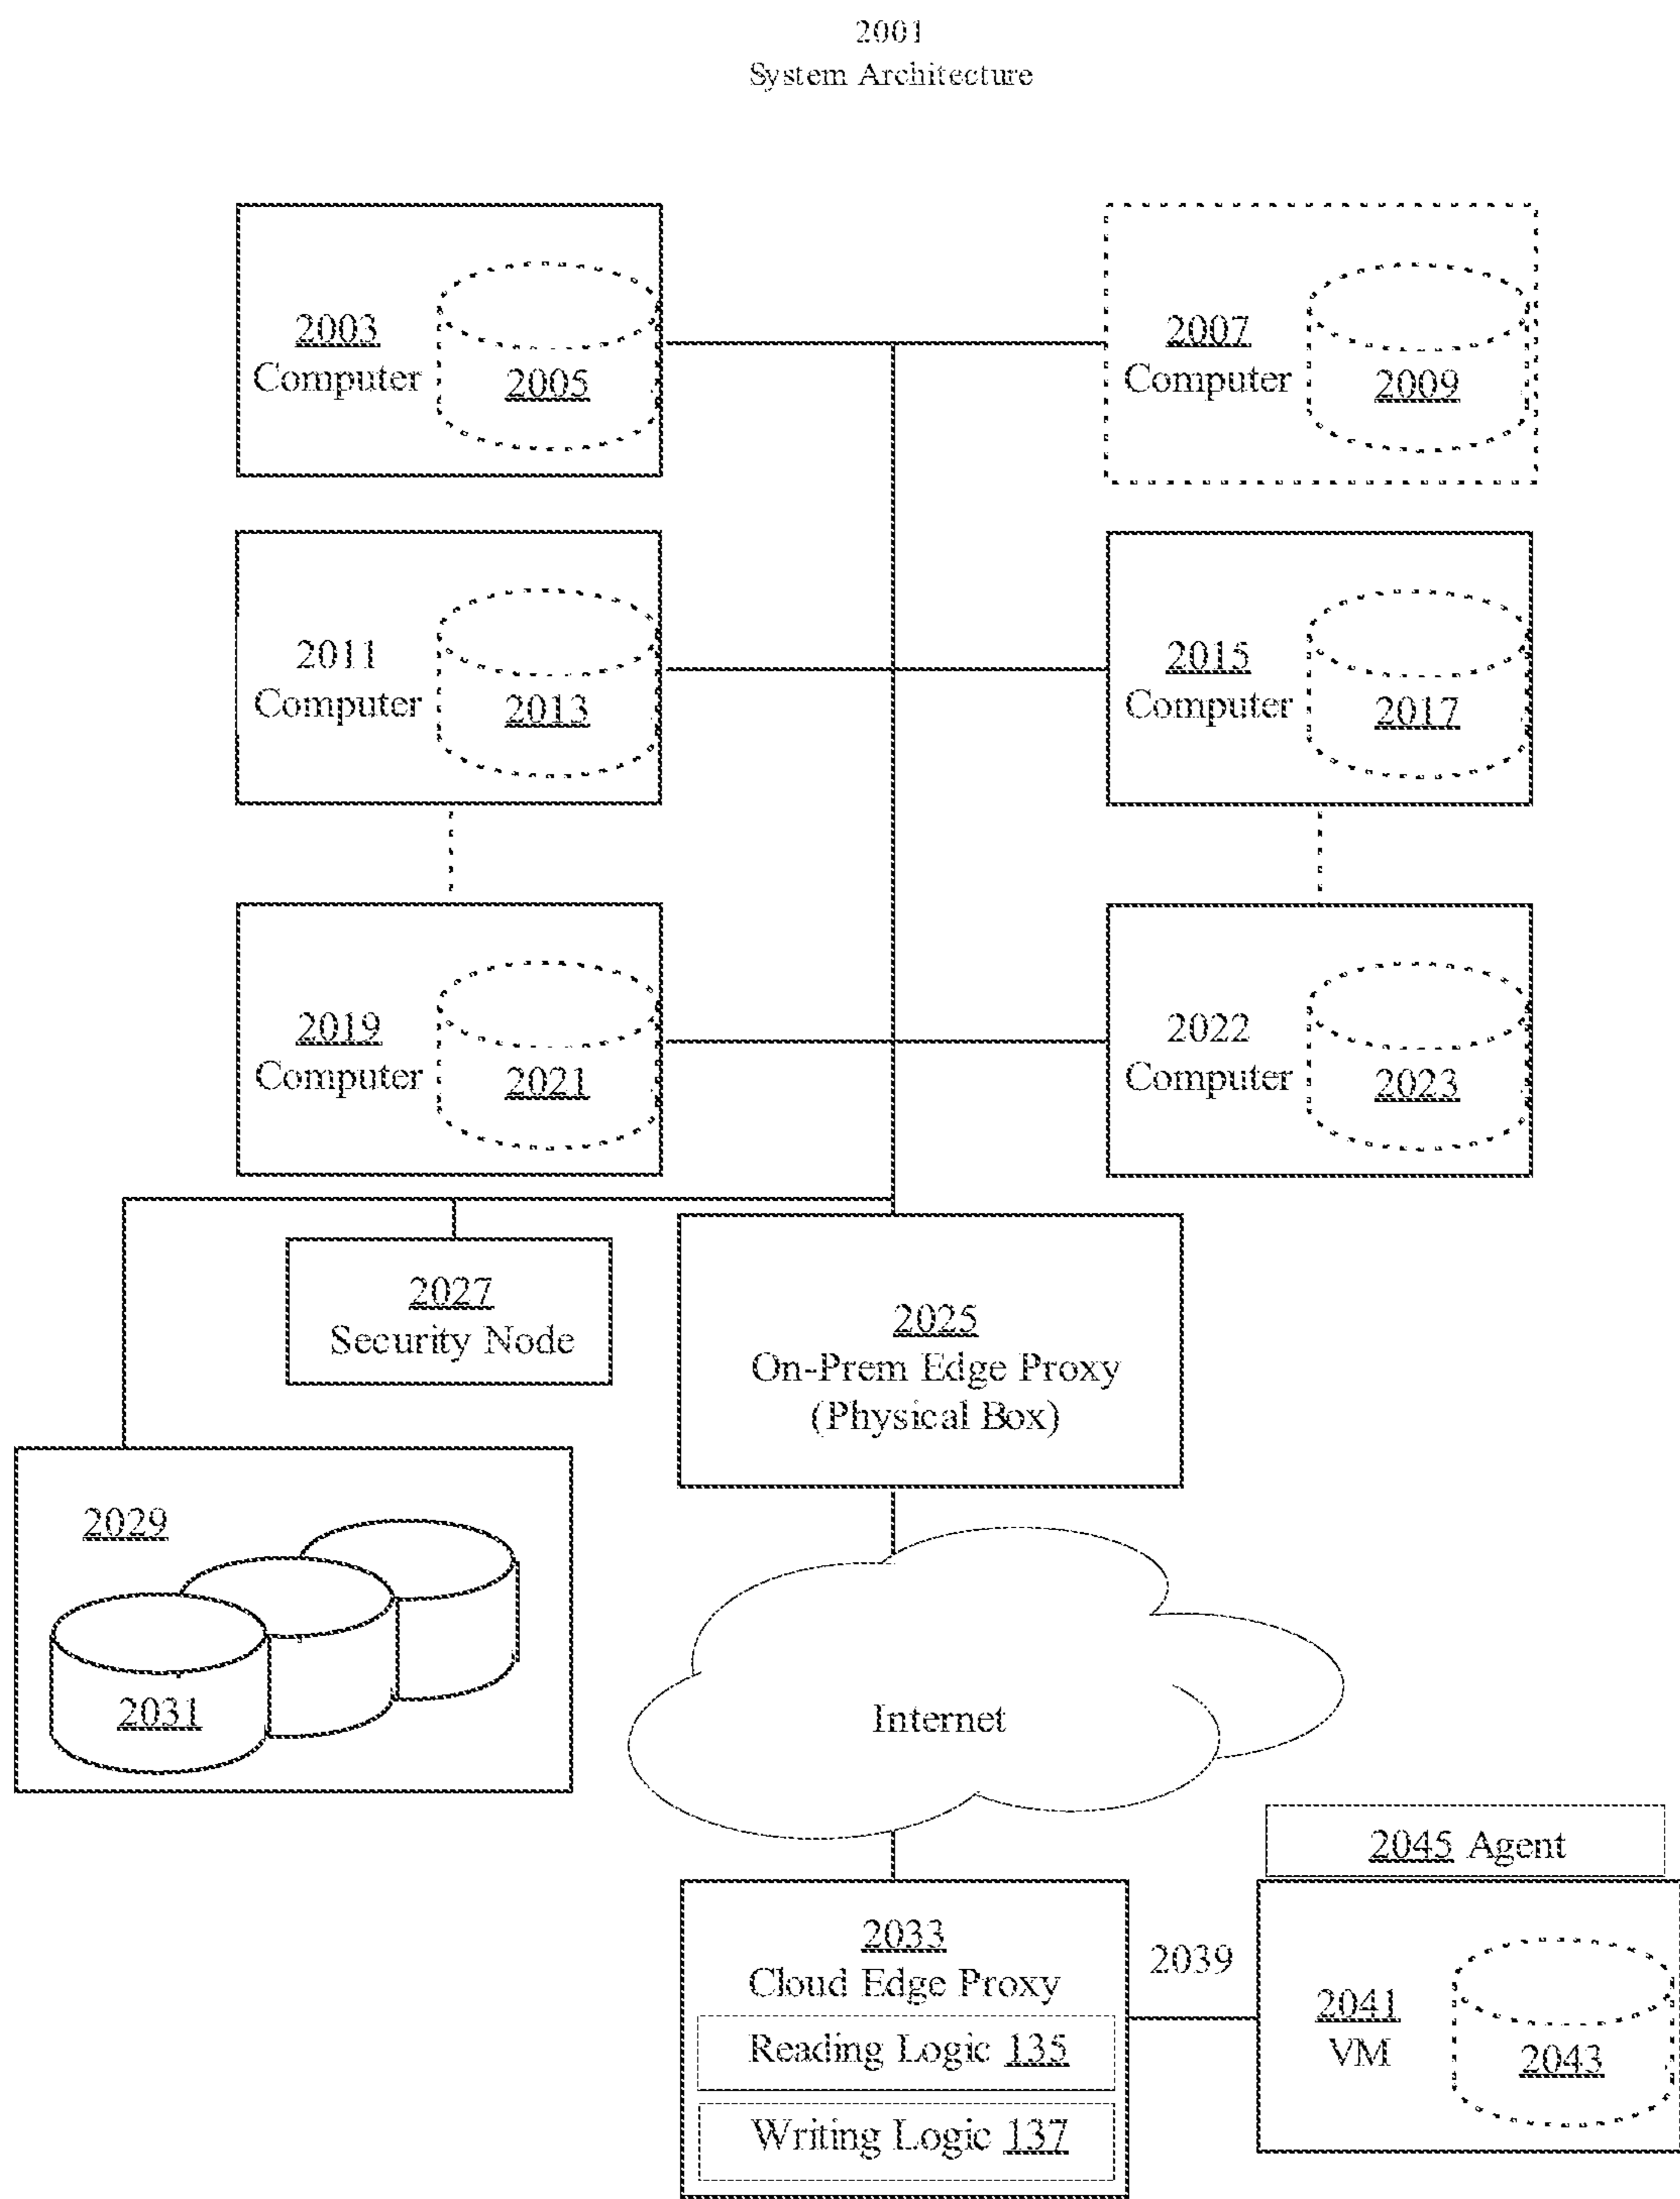 2001
System Architecture
2003
Computer
2005
2007
Computer
2009
2011
Computer
2013
2015
Computer
2017
2019
Computer
2021
2022
Computer
2023
2027
Security Node
2025
On-Prem Edge Proxy
(Physical Box)
2029
2031
Internet
2045 Agent
2033
Cloud Edge Proxy
Reading Logic 135
Writing Logic 137
2039
2041
VM
2043